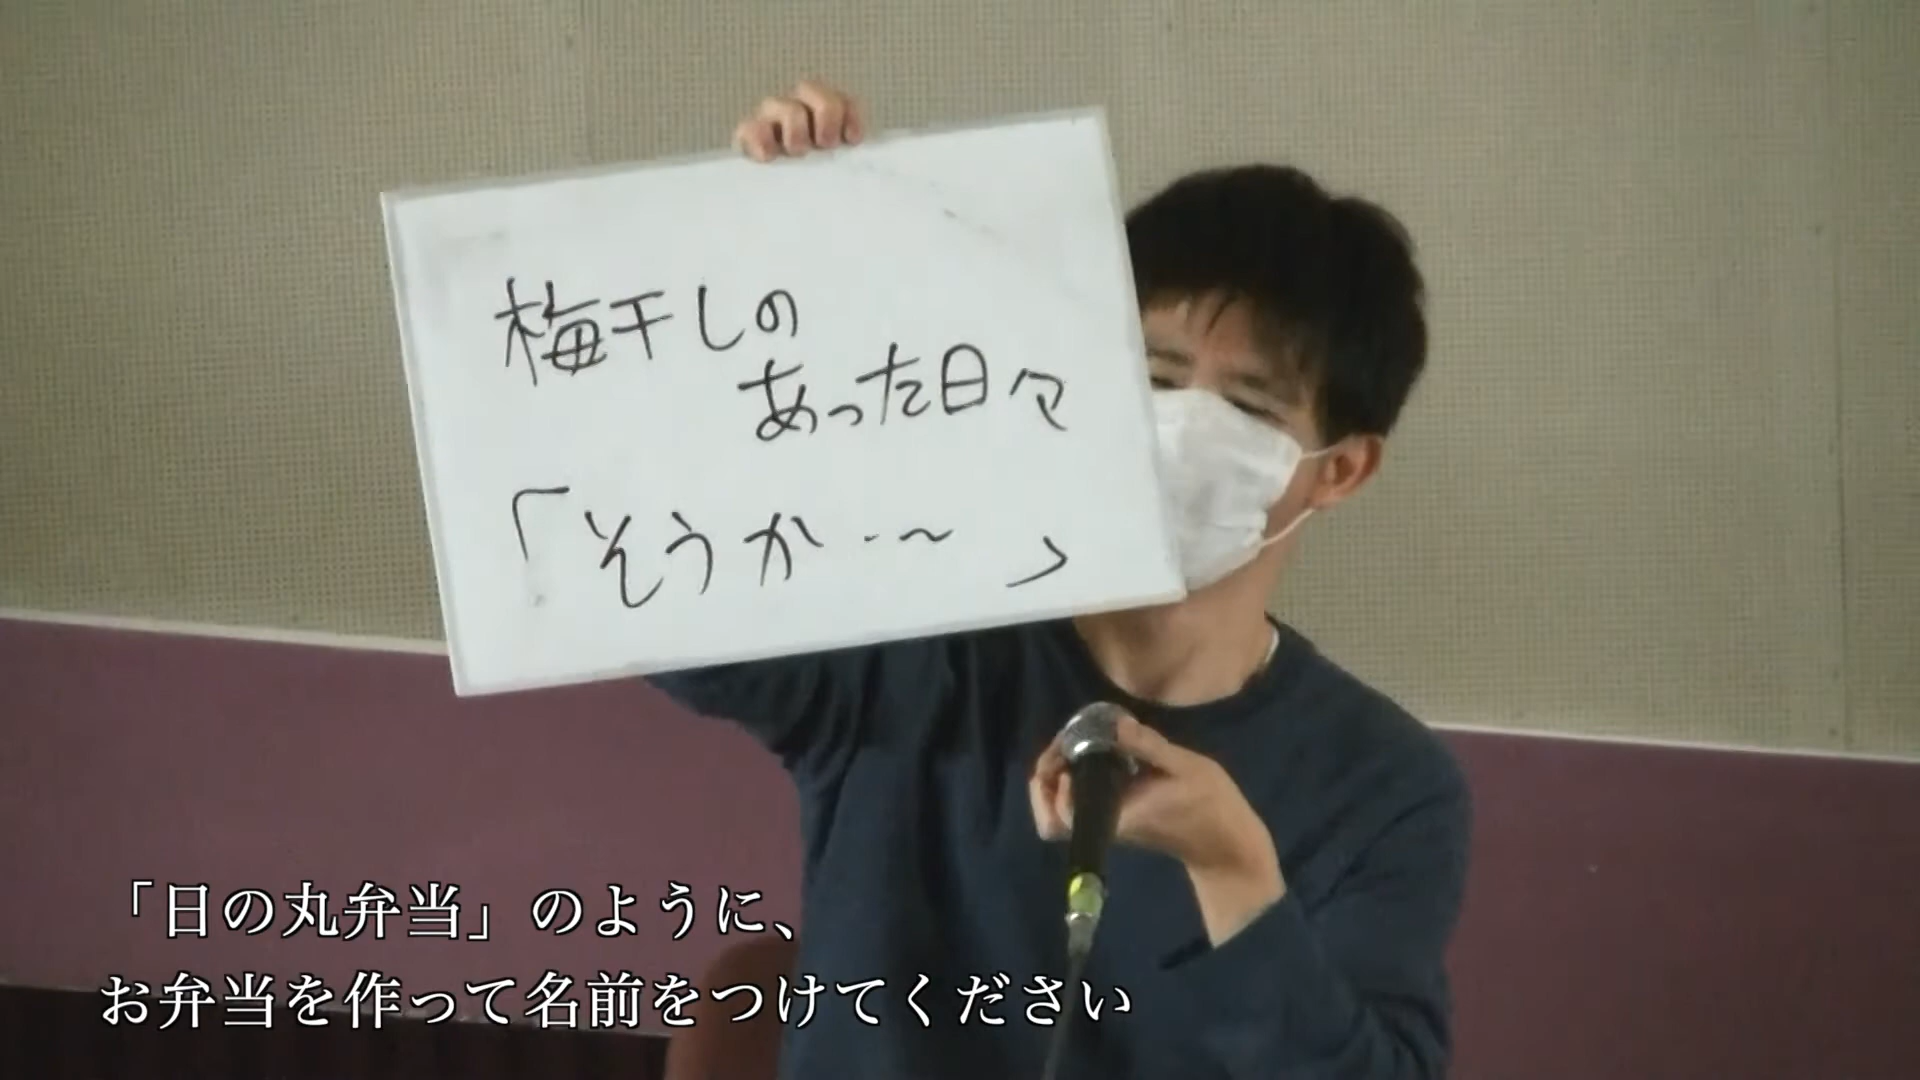 梅干しの
あった日々
「そうか…〜 」
「日の丸弁当」のように、
お弁当を作って名前をつけてください